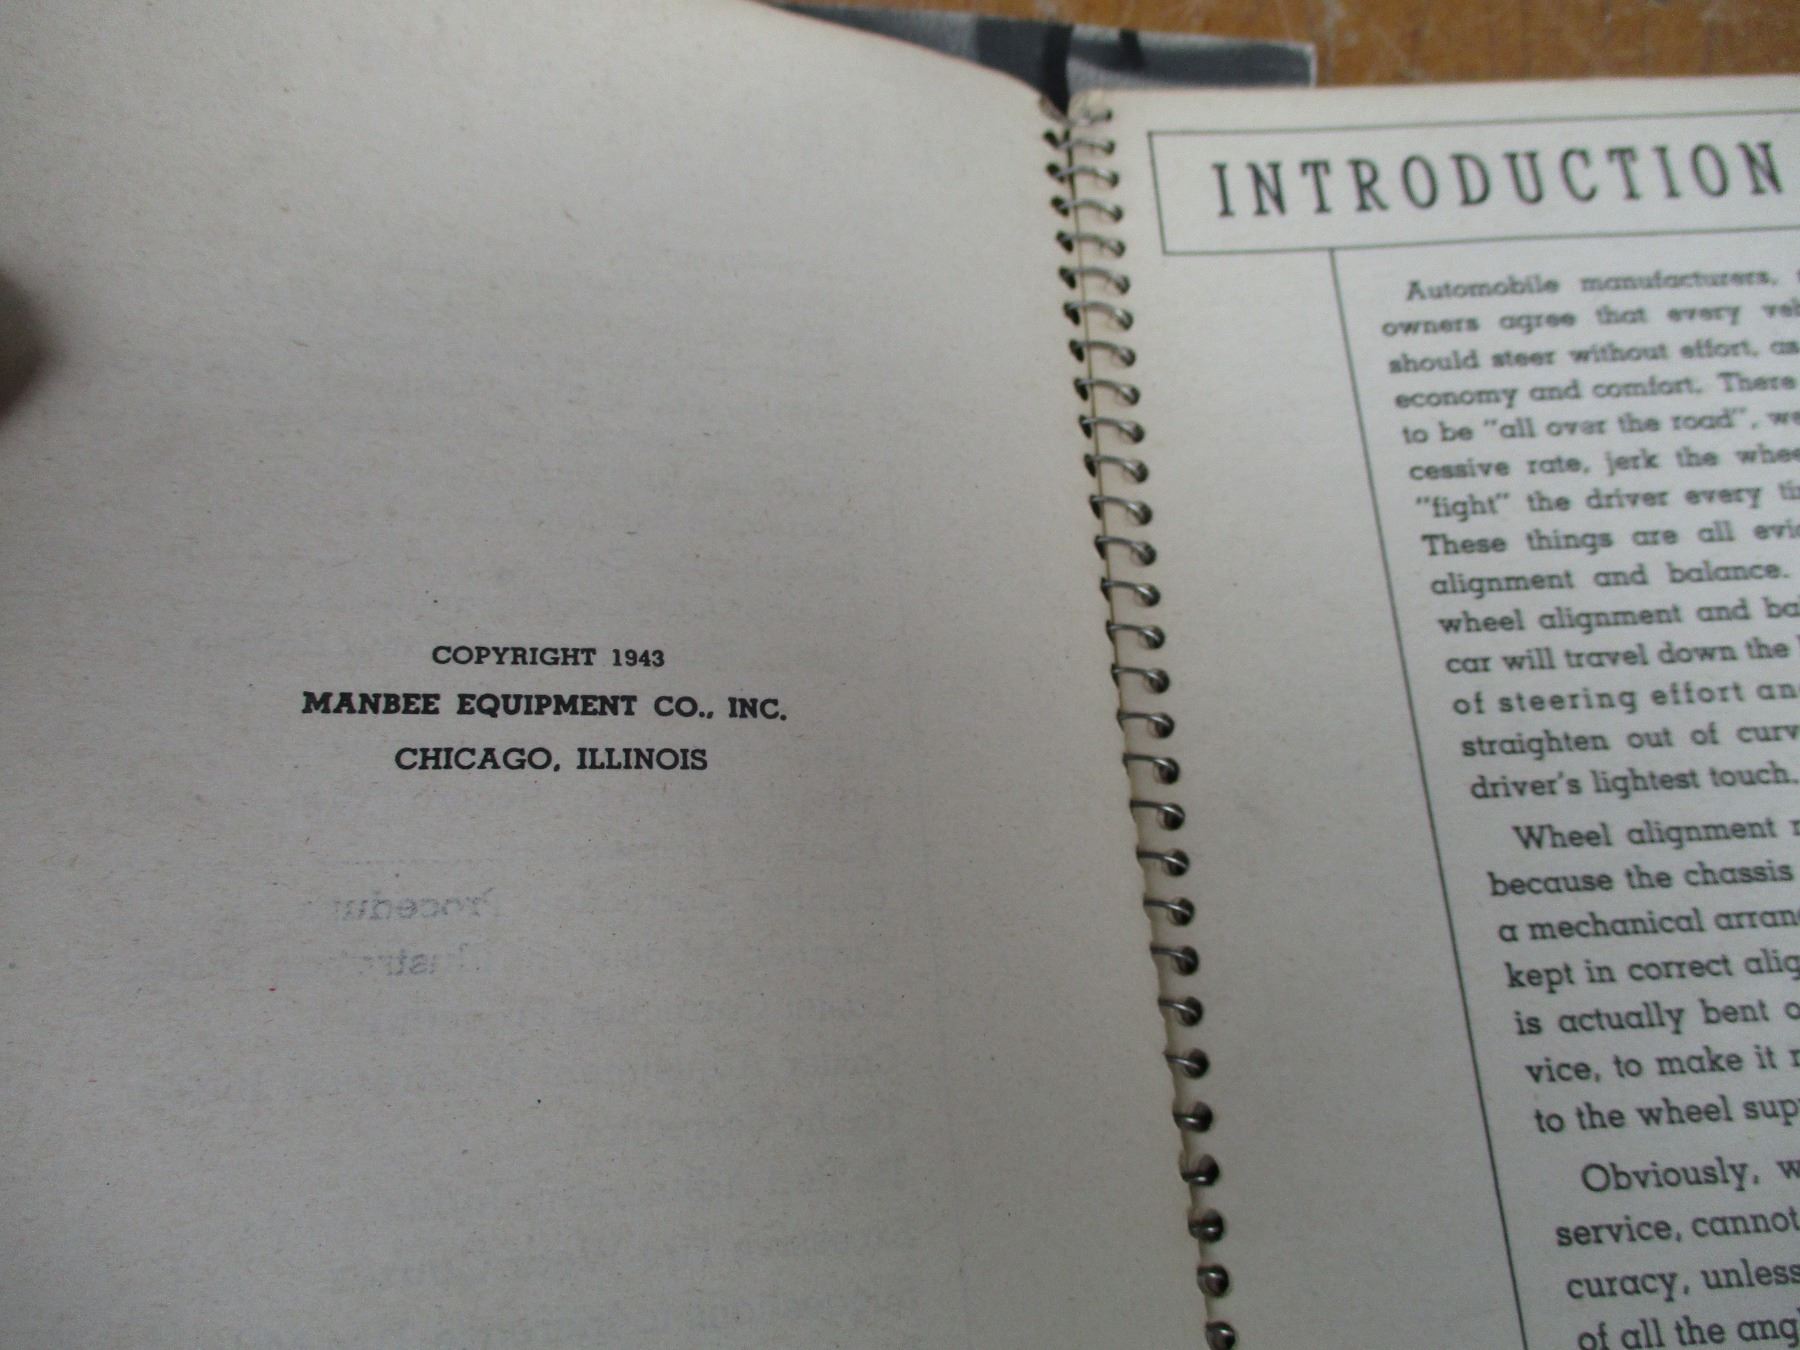 COPYRIGHT 1943
MANBEE EQUIPMENT CO., INC.
CHICAGO, ILLINOIS
INTRODUCTION
Automobile manufacturers,
owners agree that every
should steer without effort,
economy and comfort. There
to be "all over the road",
cessive rate, jerk the
"fight" the driver every
These things are all
alignment and balance.
wheel alignment and
car will travel down the
of steering effort
straighten out of
driver's lightest touch.
Wheel alignment
because the chassis
a mechanical
kept in correct
is actually bent
vice, to make it
to the wheel
Obviously,
service, cannot
curacy, unless
of all the